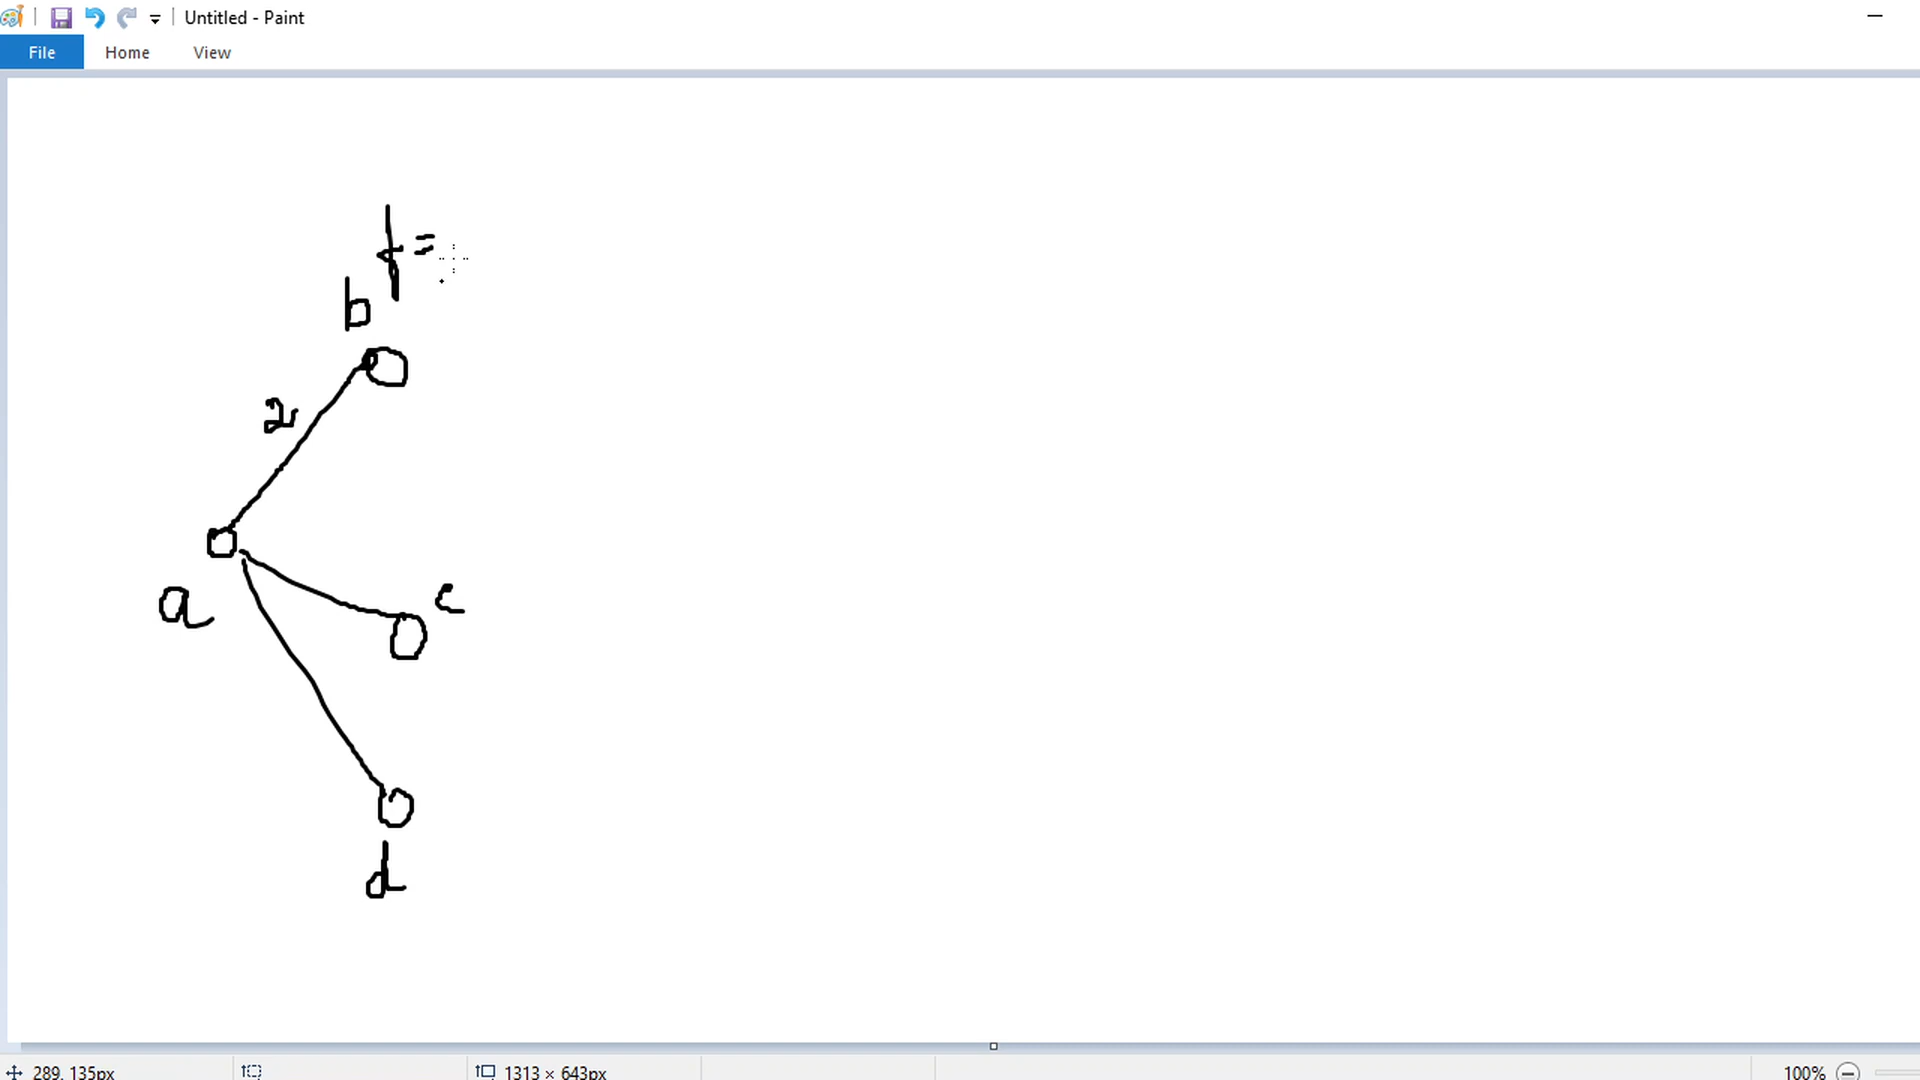 Untitled - Paint
File Home View
f =
b
2
a
c
d
289, 135px
1313 × 643px
100%